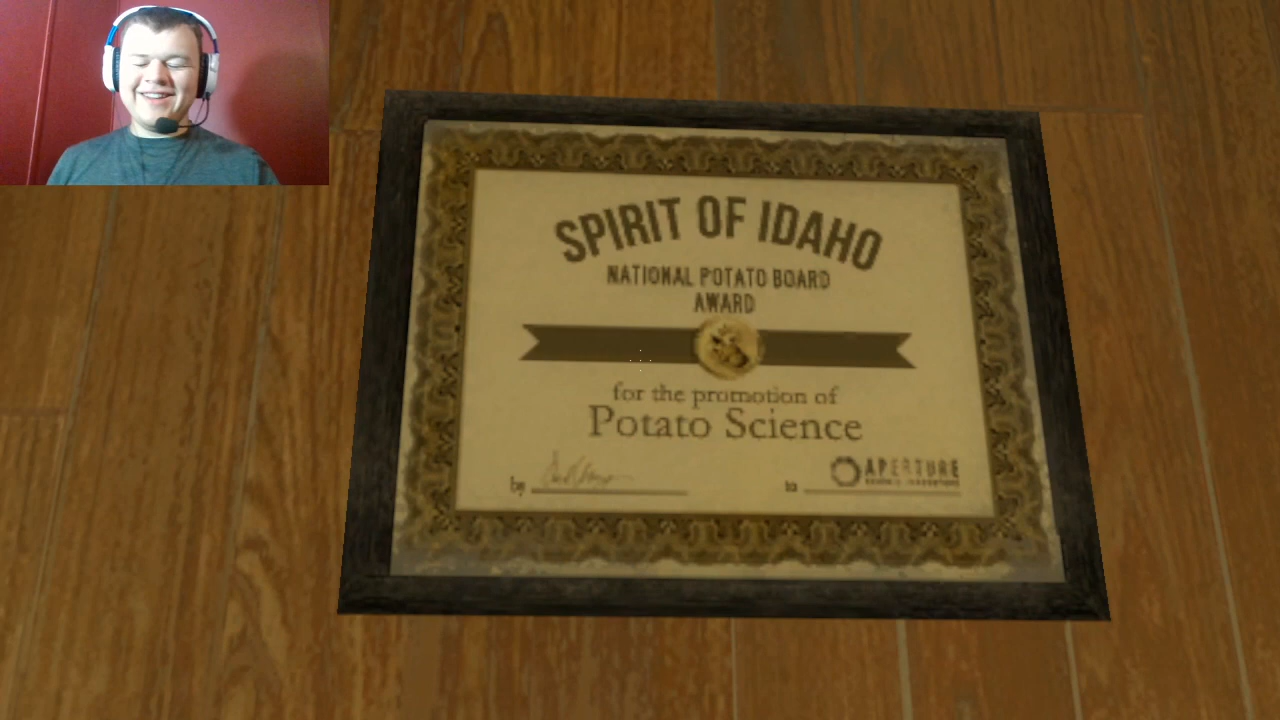 SPIRIT OF IDAHO
NATIONAL POTATO BOARD
AWARD
for the promotion of
Potato Science
by
to
APERTURE